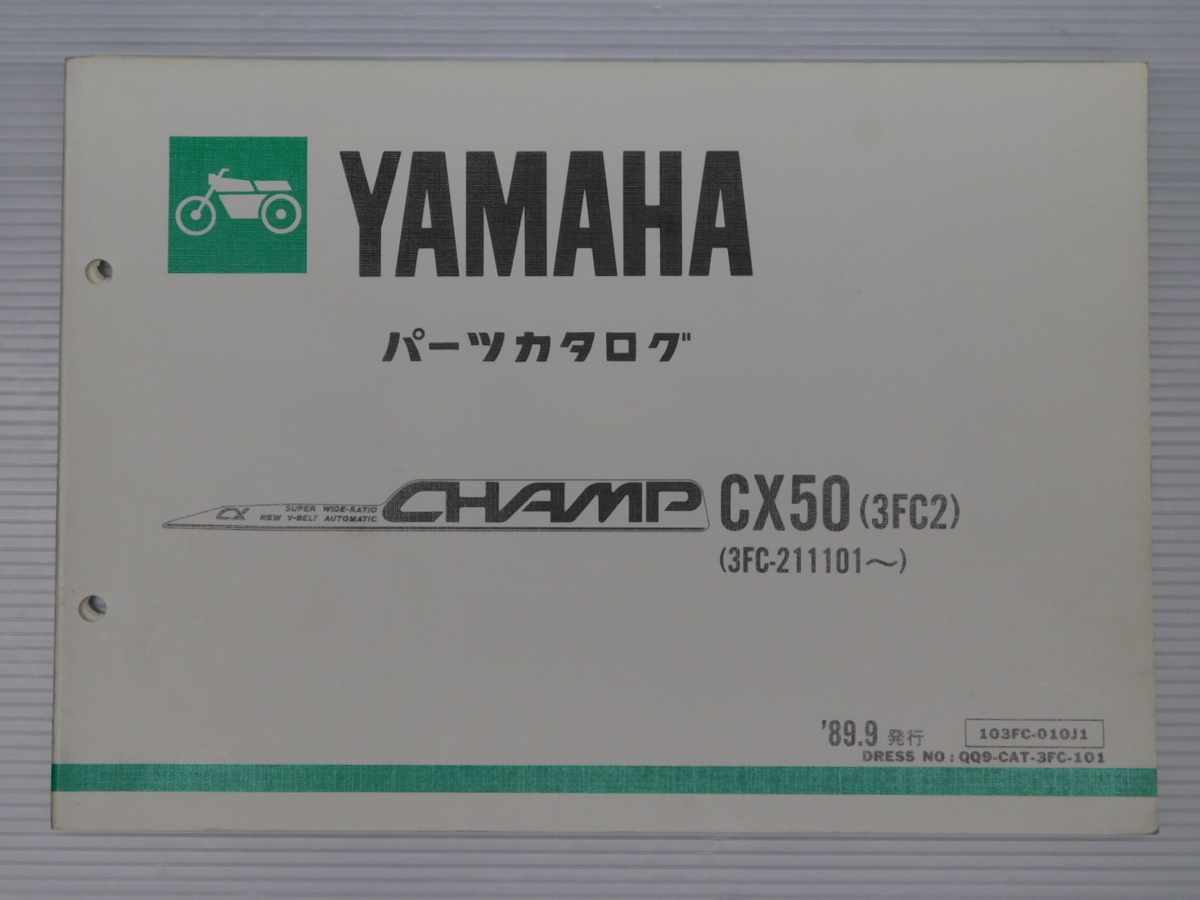 YAMAHA
パーツカタログ
CX SUPER WIDE-RATIO
NEW V-BELT AUTOMATIC
CHAMP CX50 (3FC2)
(3FC-211101〜)
'89.9 発行 103FC-010J1
DRESS NO : QQ9-CAT-3FC-101